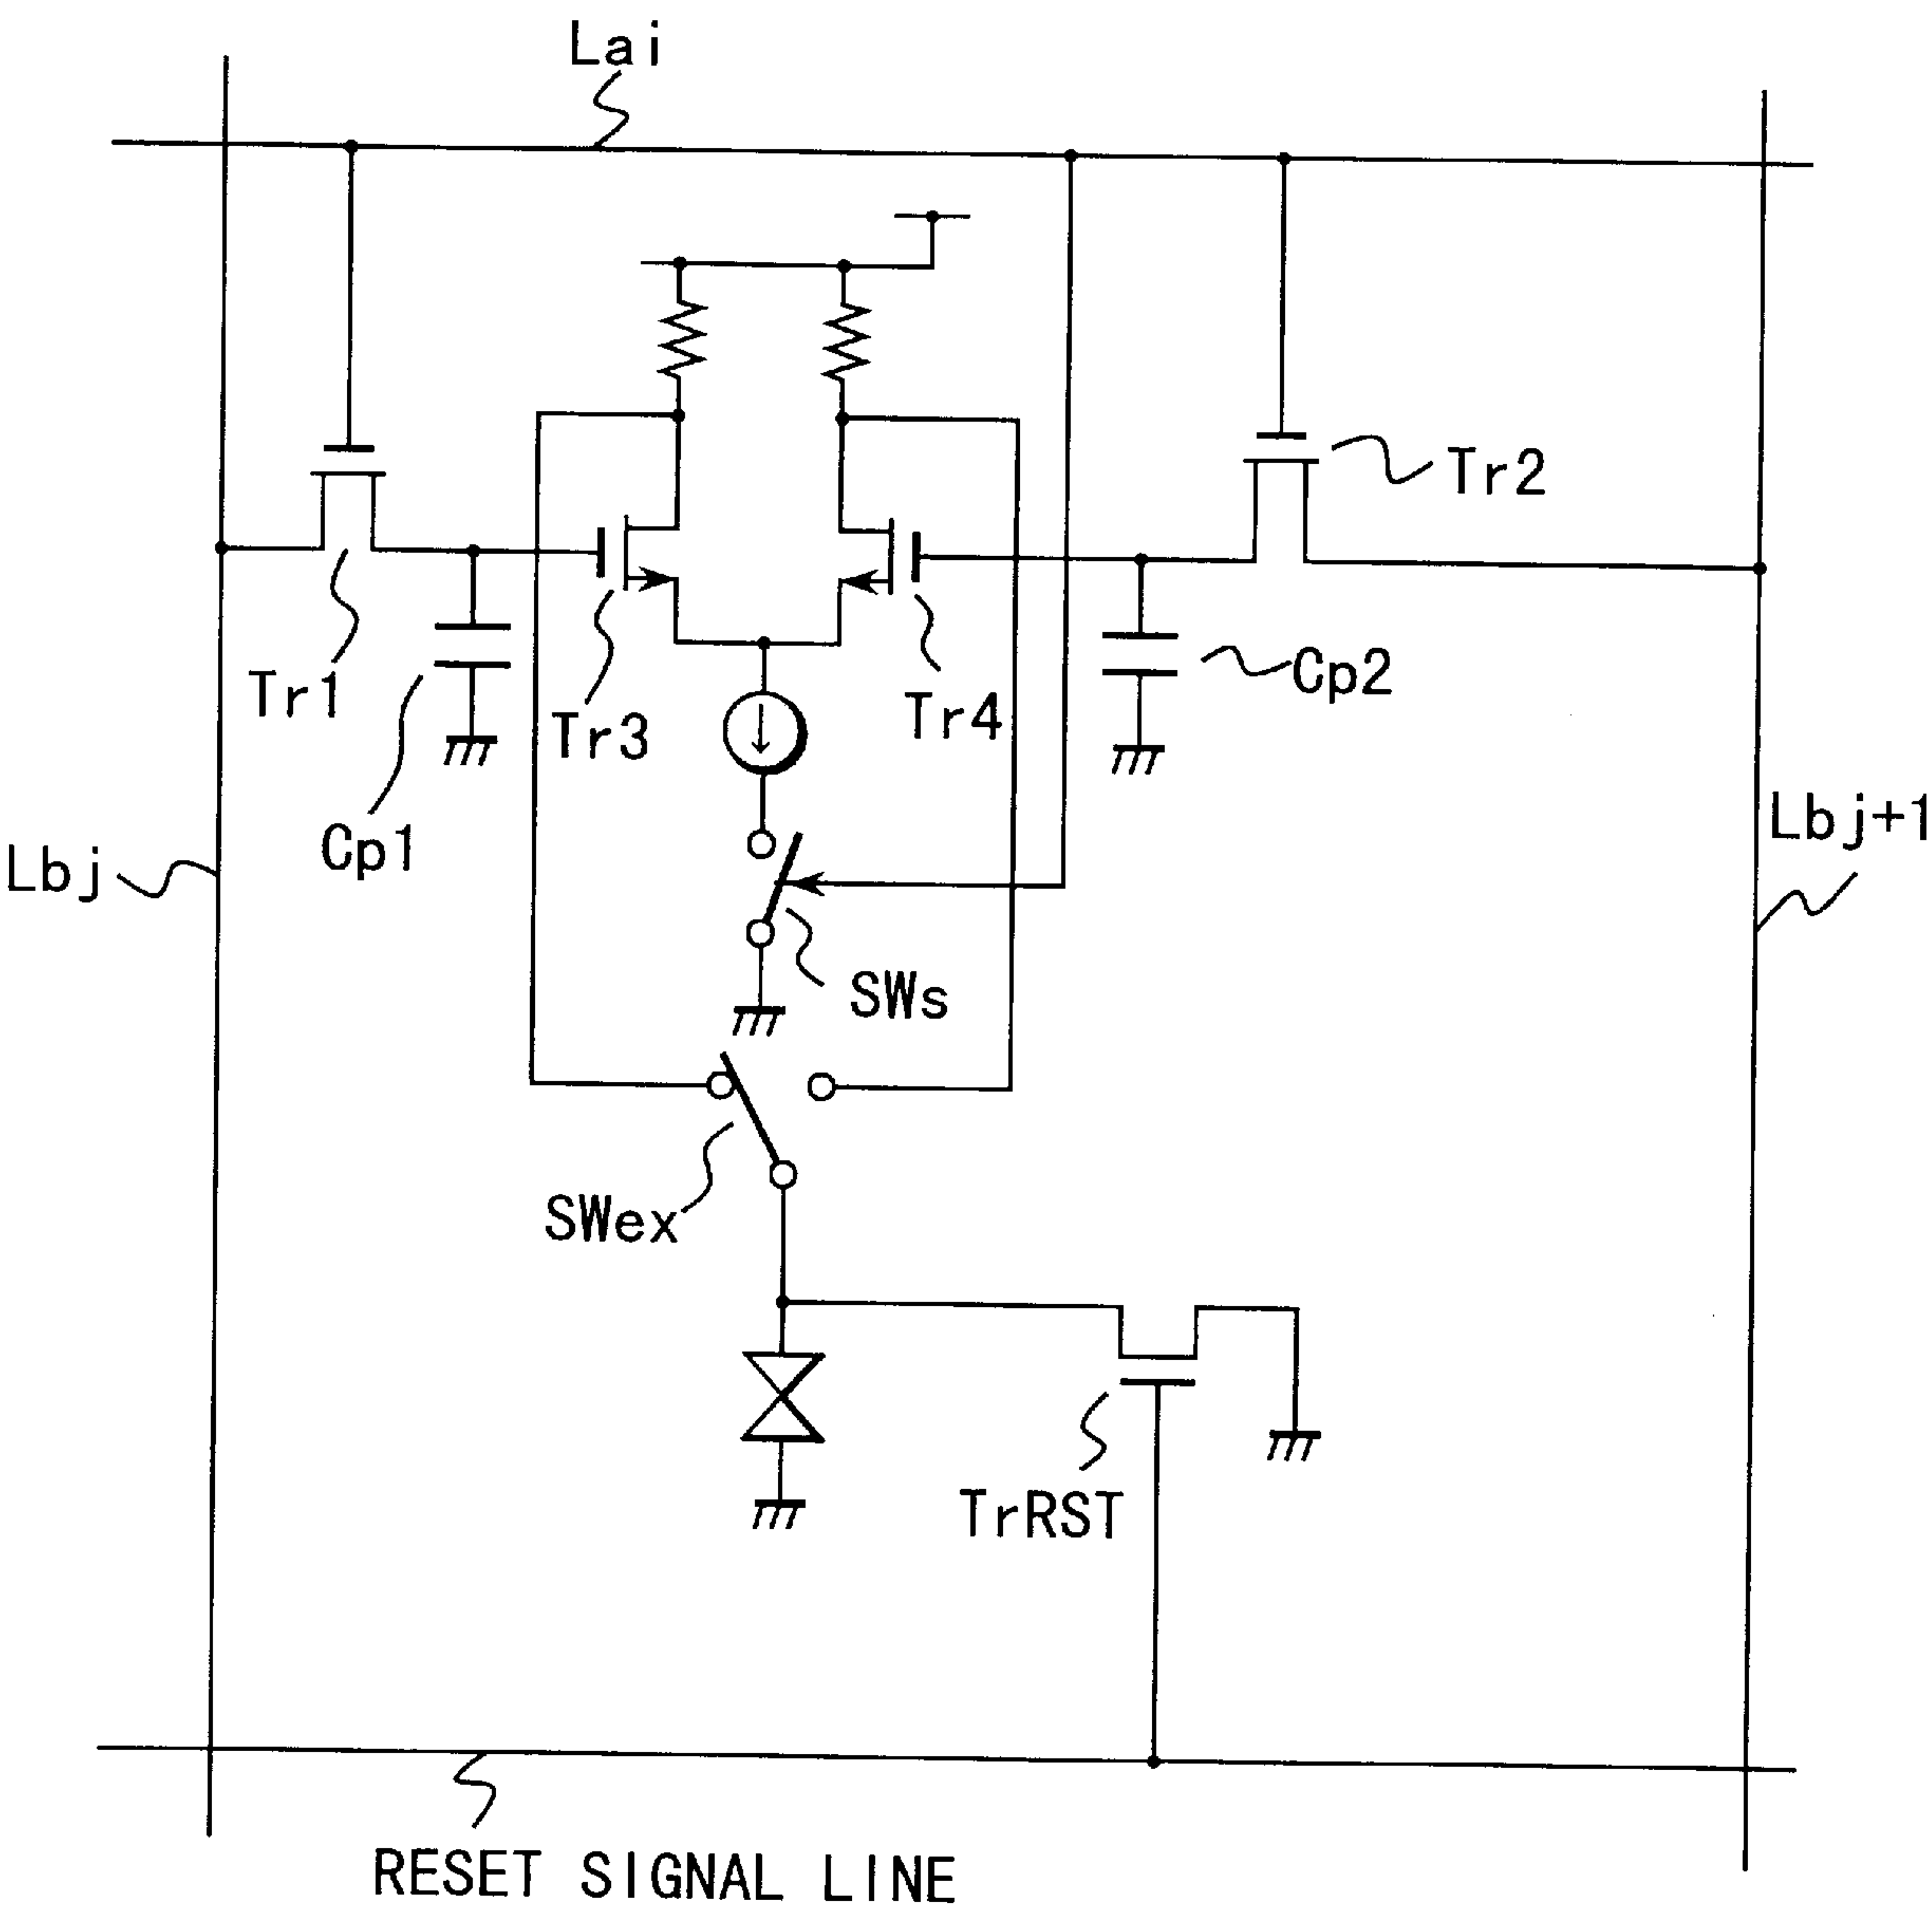 Lai
Tr2
Tr1
Cp2
Tr3
Tr4
Lbj+1
Cp1
Lbj
SWs
SWex
TrRST
RESET SIGNAL LINE